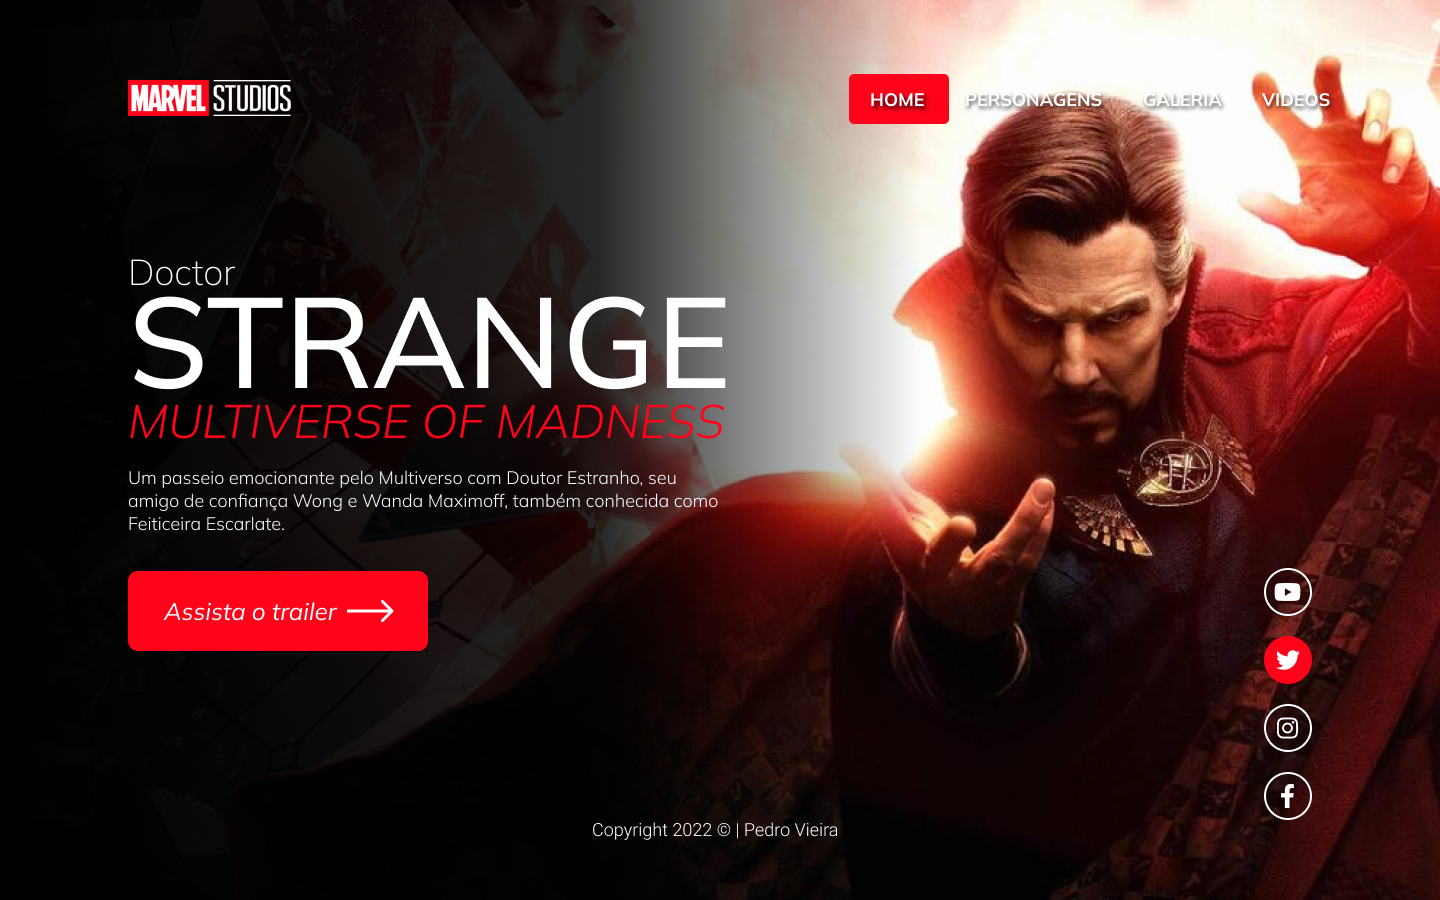 MARVEL STUDIOS
HOME PERSONAGENS GALERIA VIDEOS
Doctor
STRANGE
MULTIVERSE OF MADNESS
Um passeio emocionante pelo Multiverso com Doutor Estranho, seu
amigo de confiança Wong e Wanda Maximoff, também conhecida como
Feiticeira Escarlate.
Assista o trailer
Copyright 2022 © | Pedro Vieira